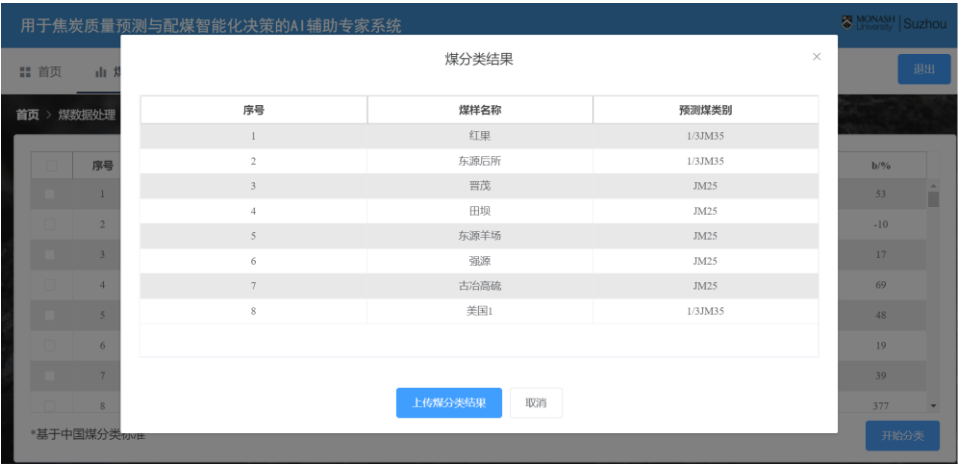 用于焦炭质量预测与配煤智能化决策的AI辅助专家系统
MONASH University | Suzhou
首页
退出
首页 > 煤数据处理
煤分类结果
序号 煤样名称 预测煤类别
1 红果 1/3JM35
2 东源后所 1/3JM35
3 晋茂 JM25
4 田坝 JM25
5 东源羊场 JM25
6 强源 JM25
7 古冶高硫 JM25
8 美国1 1/3JM35
上传煤分类结果 取消
序号 b/%
1 53
2 -10
3 17
4 69
5 48
6 19
7 39
8 377
*基于中国煤分类标准
开始分类